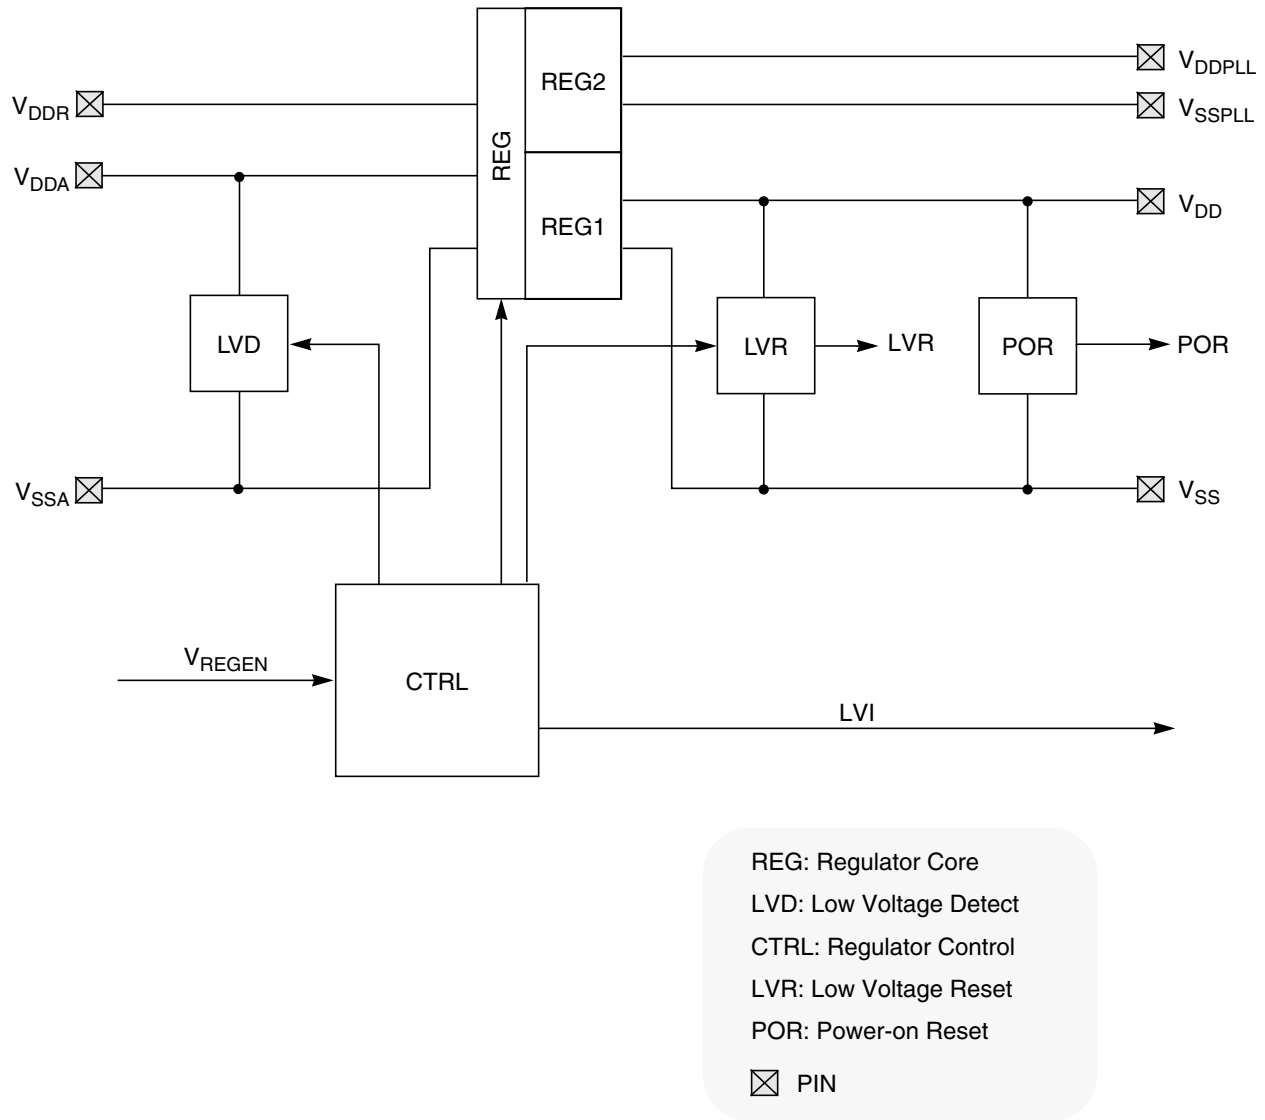 VDDPLL
REG2
VDDR
VSSPLL
REG
VDDA
VDD
REG1
LVD
LVR
LVR
POR
POR
VSSA
VSS
VREGEN
CTRL
LVI
REG: Regulator Core
LVD: Low Voltage Detect
CTRL: Regulator Control
LVR: Low Voltage Reset
POR: Power-on Reset
PIN